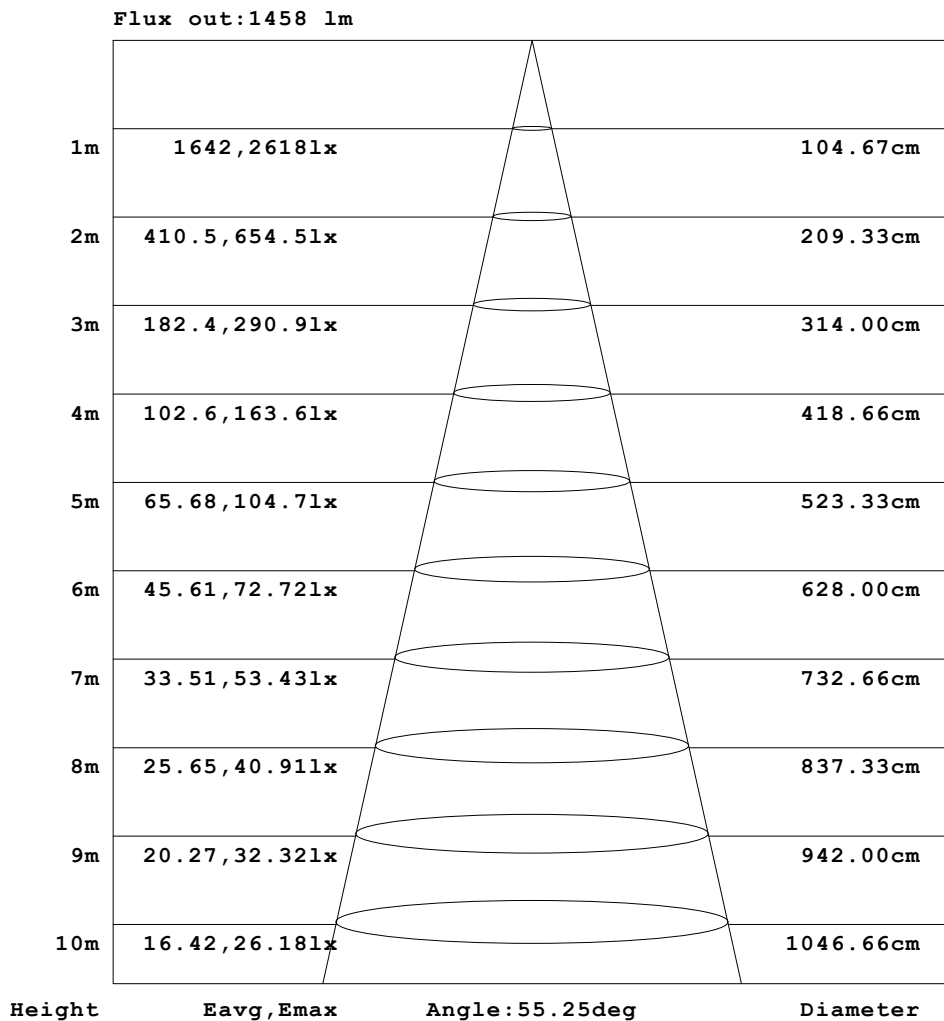 Flux out:1458 lm
1m 1642,2618lx 104.67cm
2m 410.5,654.5lx 209.33cm
3m 182.4,290.9lx 314.00cm
4m 102.6,163.6lx 418.66cm
5m 65.68,104.7lx 523.33cm
6m 45.61,72.72lx 628.00cm
7m 33.51,53.43lx 732.66cm
8m 25.65,40.91lx 837.33cm
9m 20.27,32.32lx 942.00cm
10m 16.42,26.18lx 1046.66cm
Height Eavg,Emax Angle:55.25deg Diameter